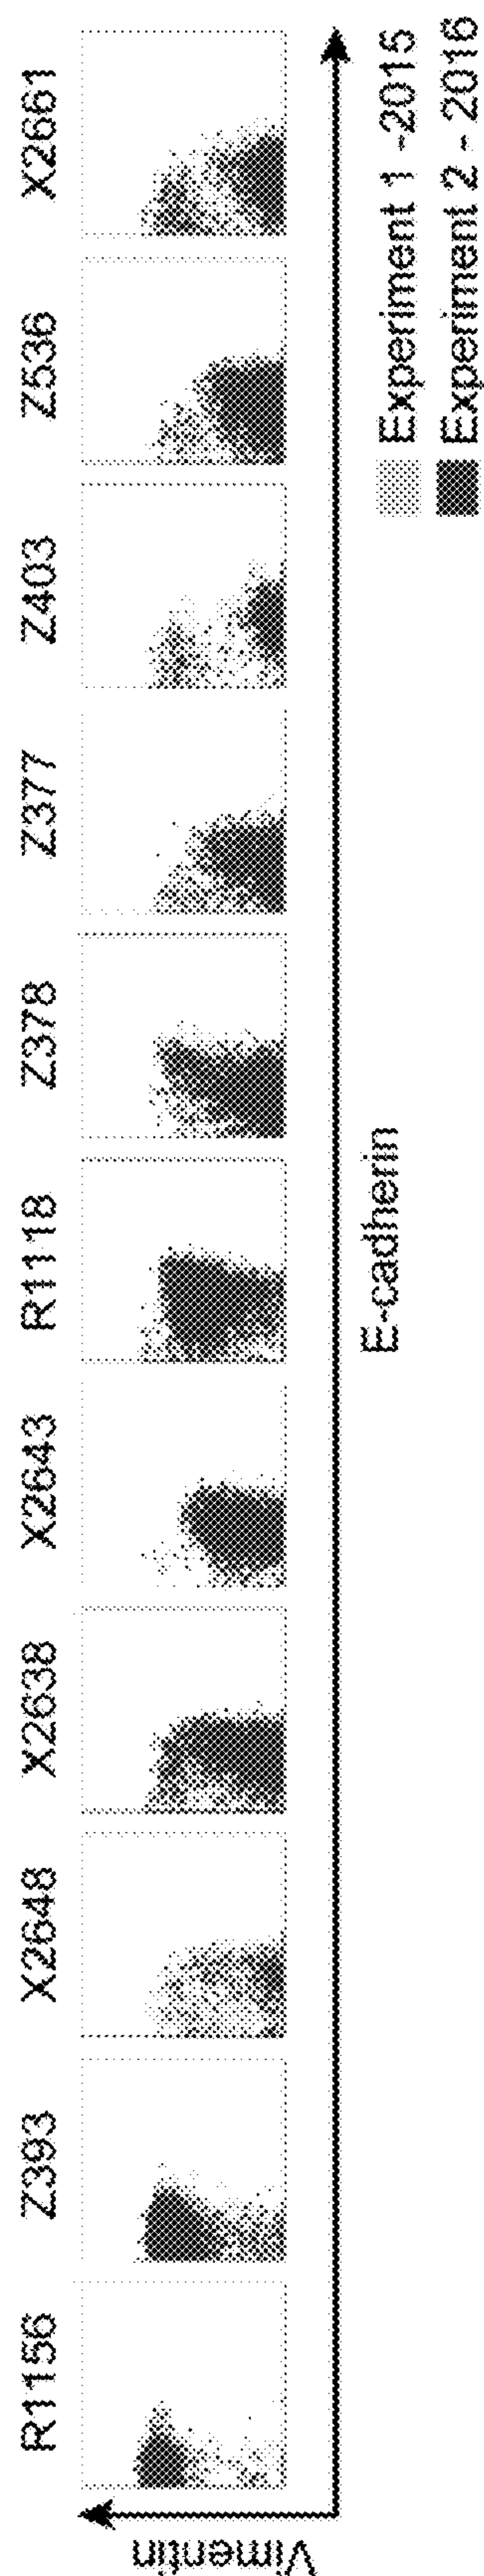 R1156
Z393
X2648
X2638
X2643
R1118
Z378
Z377
Z403
Z536
X2661
Vimentin
E-cadherin
Experiment 1 -2015
Experiment 2 - 2016